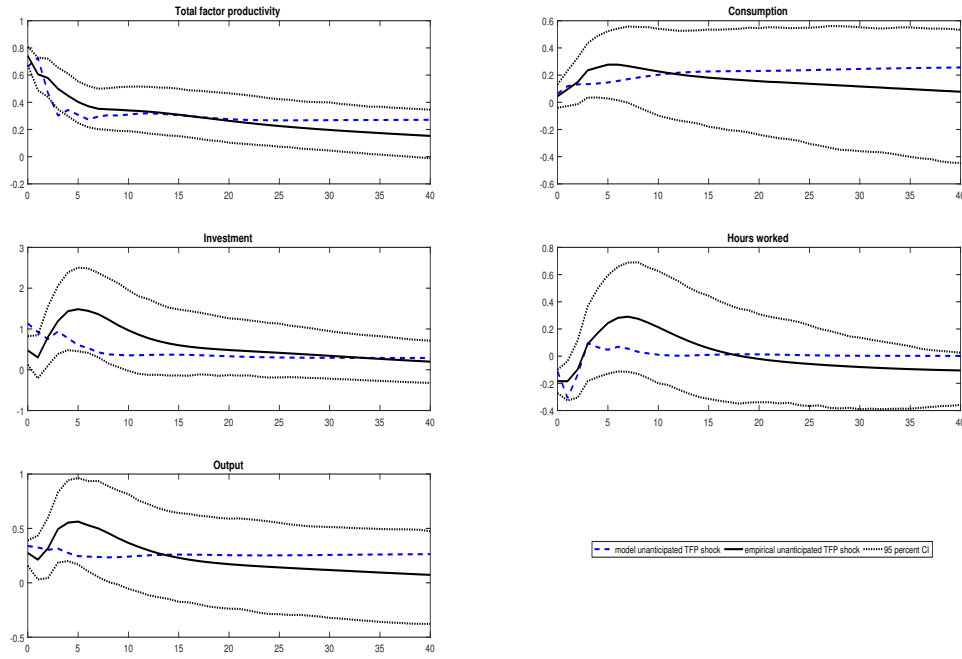 Total factor productivity
1
0.8
0.6
0.4
0.2
0
-0.2
0 5 10 15 20 25 30 35 40
Consumption
0.6
0.4
0.2
0
-0.2
-0.4
-0.6
0 5 10 15 20 25 30 35 40
Investment
3
2
1
0
-1
0 5 10 15 20 25 30 35 40
Hours worked
0.8
0.6
0.4
0.2
0
-0.2
-0.4
0 5 10 15 20 25 30 35 40
Output
1
0.5
0
-0.5
0 5 10 15 20 25 30 35 40
model unanticipated TFP shock empirical unanticipated TFP shock 95 percent CI